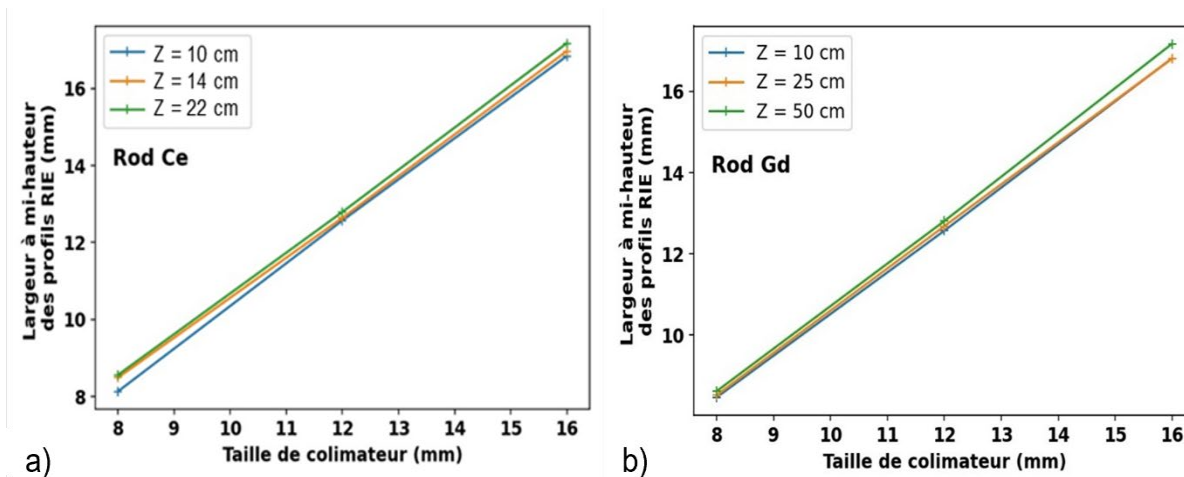 Z = 10 cm
Z = 14 cm
Z = 22 cm
Rod Ce
Largeur à mi-hauteur
des profils RIE (mm)
16
14
12
10
8
8 9 10 11 12 13 14 15 16
Taille de colimateur (mm)
a)
Z = 10 cm
Z = 25 cm
Z = 50 cm
Rod Gd
Largeur à mi-hauteur
des profils RIE (mm)
16
14
12
10
8 9 10 11 12 13 14 15 16
Taille de colimateur (mm)
b)